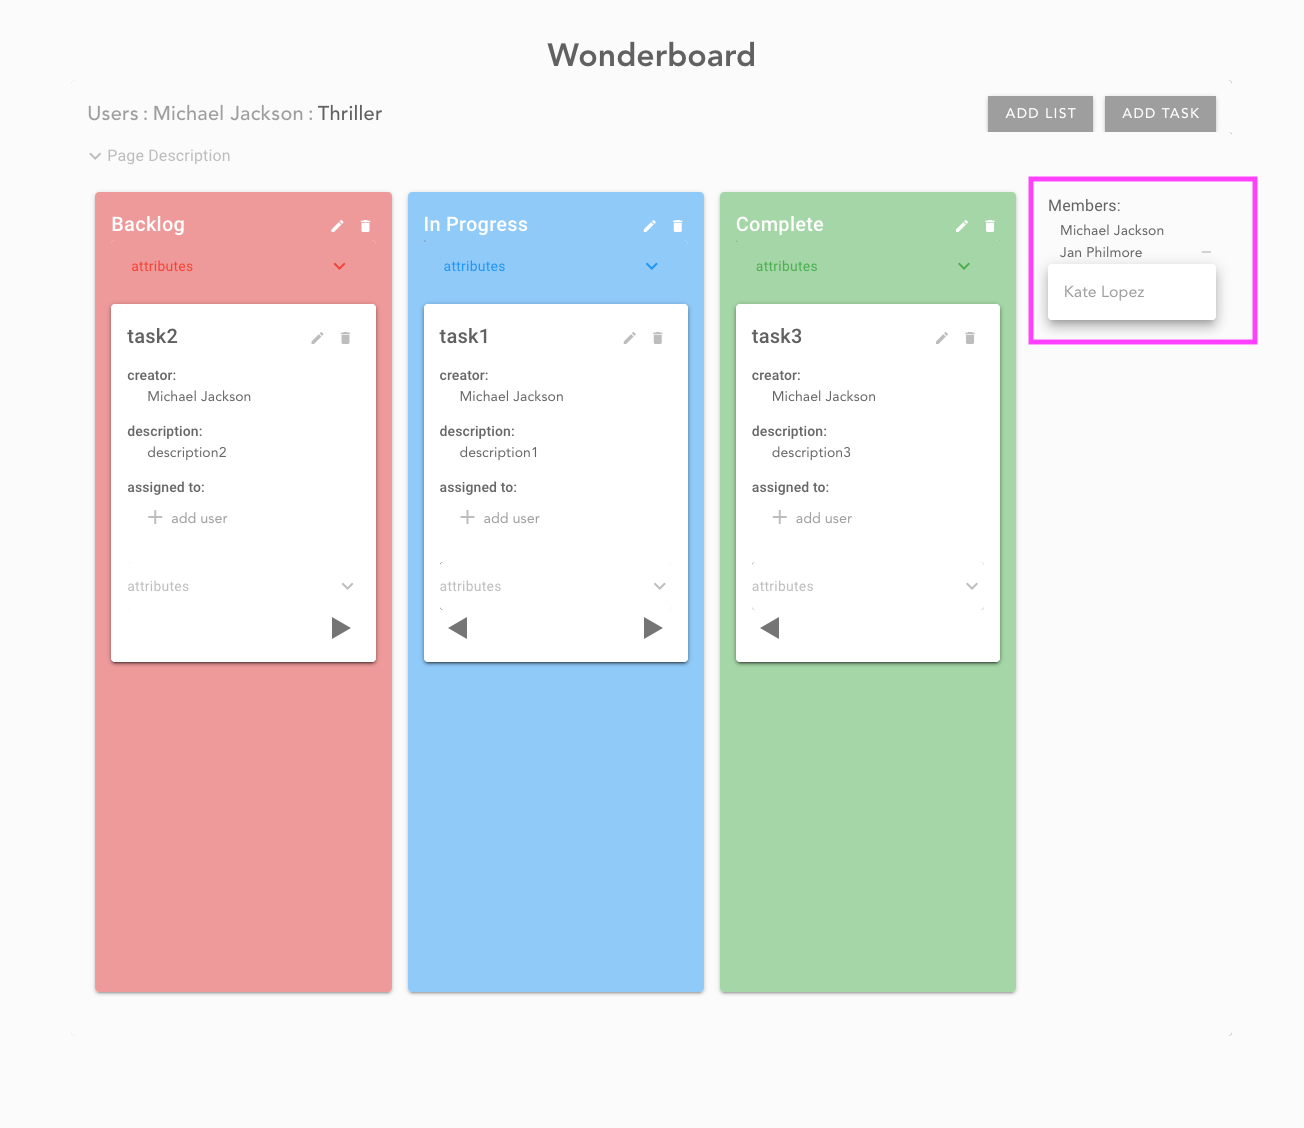 Wonderboard
Users : Michael Jackson : Thriller
ADD LIST
ADD TASK
Page Description
Backlog
attributes
task2
creator:
Michael Jackson
description:
description2
assigned to:
add user
attributes
In Progress
attributes
task1
creator:
Michael Jackson
description:
description1
assigned to:
add user
attributes
Complete
attributes
task3
creator:
Michael Jackson
description:
description3
assigned to:
add user
attributes
Members:
Michael Jackson
Jan Philmore
Kate Lopez